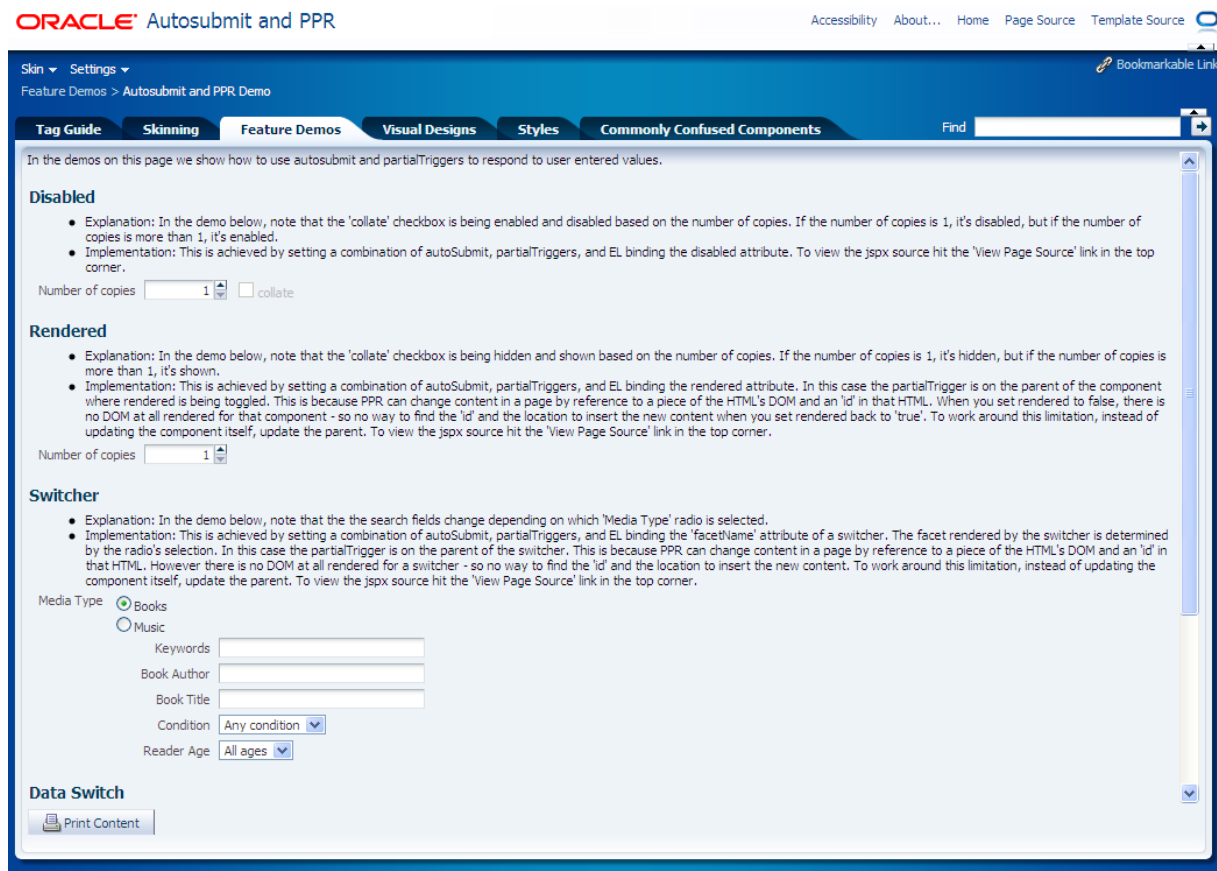 ORACLE Autosubmit and PPR
Accessibility About... Home Page Source Template Source
Skin Settings
Bookmarkable Link
Feature Demos > Autosubmit and PPR Demo
Tag Guide Skinning Feature Demos Visual Designs Styles Commonly Confused Components Find
In the demos on this page we show how to use autosubmit and partialTriggers to respond to user entered values.
Disabled
• Explanation: In the demo below, note that the 'collate' checkbox is being enabled and disabled based on the number of copies. If the number of copies is 1, it's disabled, but if the number of
copies is more than 1, it's enabled.
• Implementation: This is achieved by setting a combination of autoSubmit, partialTriggers, and EL binding the disabled attribute. To view the jspx source hit the 'View Page Source' link in the top
corner.
Number of copies 1 collate
Rendered
• Explanation: In the demo below, note that the 'collate' checkbox is being hidden and shown based on the number of copies. If the number of copies is 1, it's hidden, but if the number of copies is
more than 1, it's shown.
• Implementation: This is achieved by setting a combination of autoSubmit, partialTriggers, and EL binding the rendered attribute. In this case the partialTrigger is on the parent of the component
where rendered is being toggled. This is because PPR can change content in a page by reference to a piece of the HTML's DOM and an 'id' in that HTML. When you set rendered to false, there is
no DOM at all rendered for that component - so no way to find the 'id' and the location to insert the new content when you set rendered back to 'true'. To work around this limitation, instead of
updating the component itself, update the parent. To view the jspx source hit the 'View Page Source' link in the top corner.
Number of copies 1
Switcher
• Explanation: In the demo below, note that the the search fields change depending on which 'Media Type' radio is selected.
• Implementation: This is achieved by setting a combination of autoSubmit, partialTriggers, and EL binding the 'facetName' attribute of a switcher. The facet rendered by the switcher is determined
by the radio's selection. In this case the partialTrigger is on the parent of the switcher. This is because PPR can change content in a page by reference to a piece of the HTML's DOM and an 'id' in
that HTML. However there is no DOM at all rendered for a switcher - so no way to find the 'id' and the location to insert the new content. To work around this limitation, instead of updating the
component itself, update the parent. To view the jspx source hit the 'View Page Source' link in the top corner.
Media Type Books
Music
Keywords
Book Author
Book Title
Condition Any condition
Reader Age All ages
Data Switch
Print Content